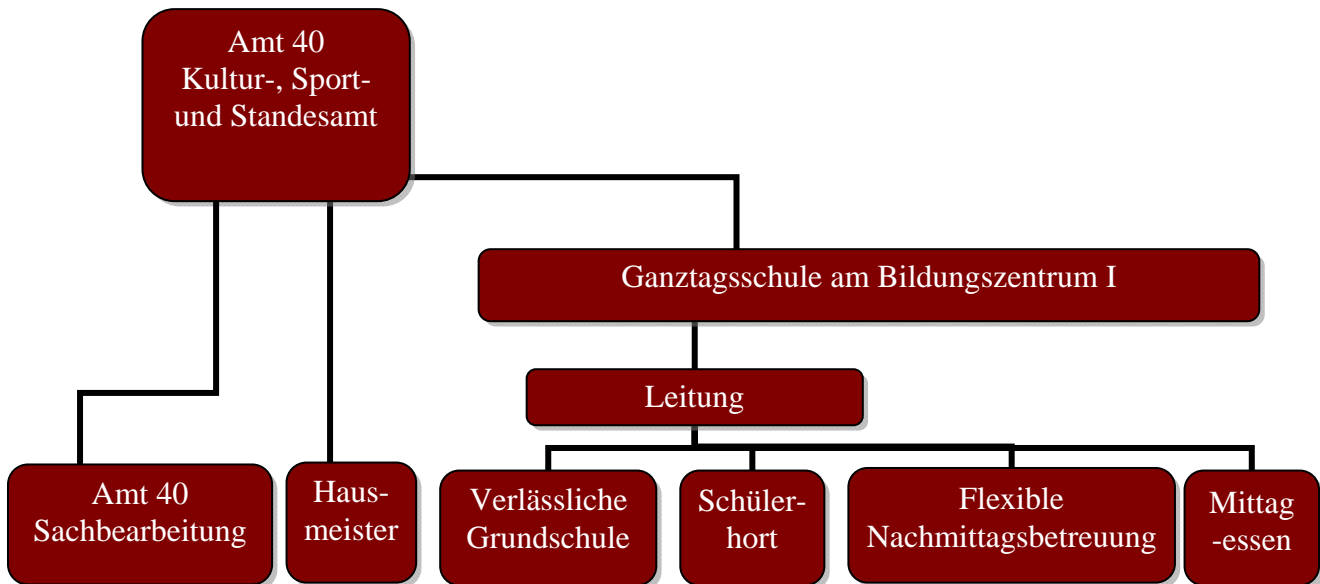 Amt 40
Kultur-, Sport-
und Standesamt
Ganztagsschule am Bildungszentrum I
Leitung
Amt 40
Sachbearbeitung
Haus-
meister
Verlässliche
Grundschule
Schüler-
hort
Flexible
Nachmittagsbetreuung
Mittag
-essen